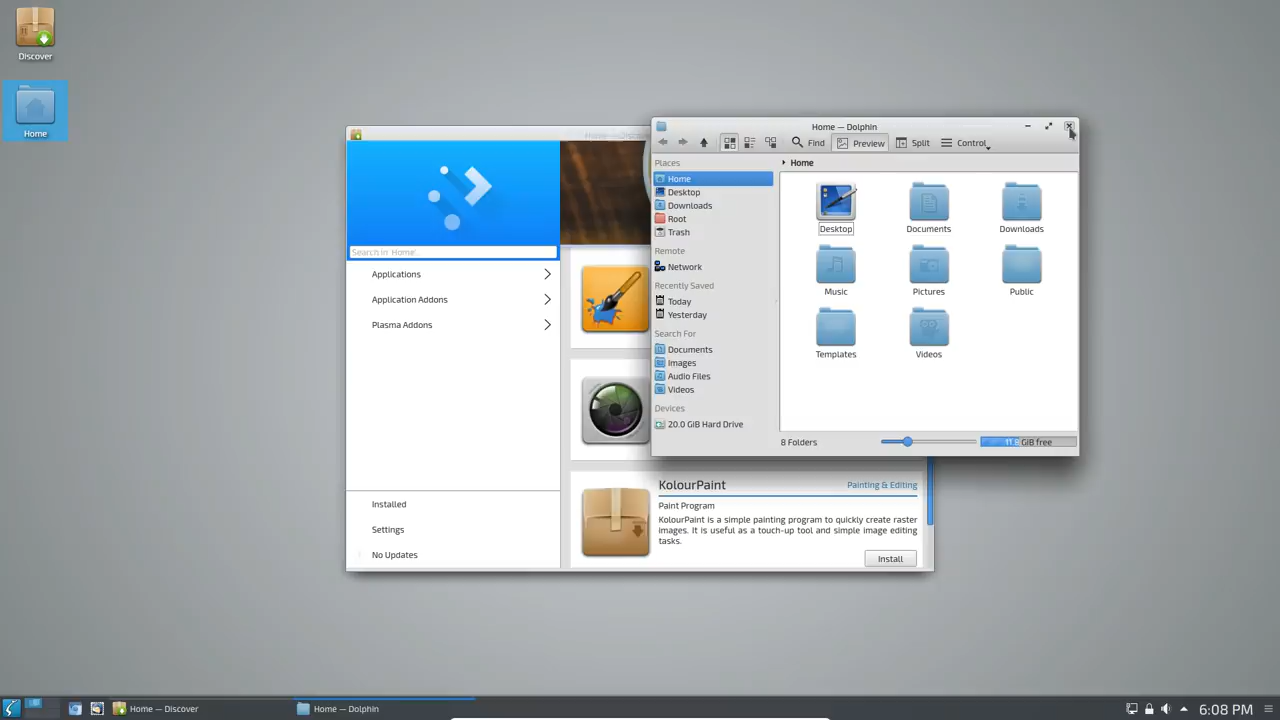 Discover
Home
Home — Dolphin
Find
Preview
Split
Control
Places
Home
Desktop
Downloads
Root
Trash
Remote
Network
Recently Saved
Today
Yesterday
Search For
Documents
Images
Audio Files
Videos
Devices
20.0 GiB Hard Drive
Home
Desktop
Documents
Downloads
Music
Pictures
Public
Templates
Videos
8 Folders
11.8 GiB free
Search in 'Home'...
Applications
Application Addons
Plasma Addons
Installed
Settings
No Updates
KolourPaint
Painting & Editing
Paint Program
KolourPaint is a simple painting program to quickly create raster
images. It is useful as a touch-up tool and simple image editing
tasks.
Install
Home — Discover
Home — Dolphin
6:08 PM